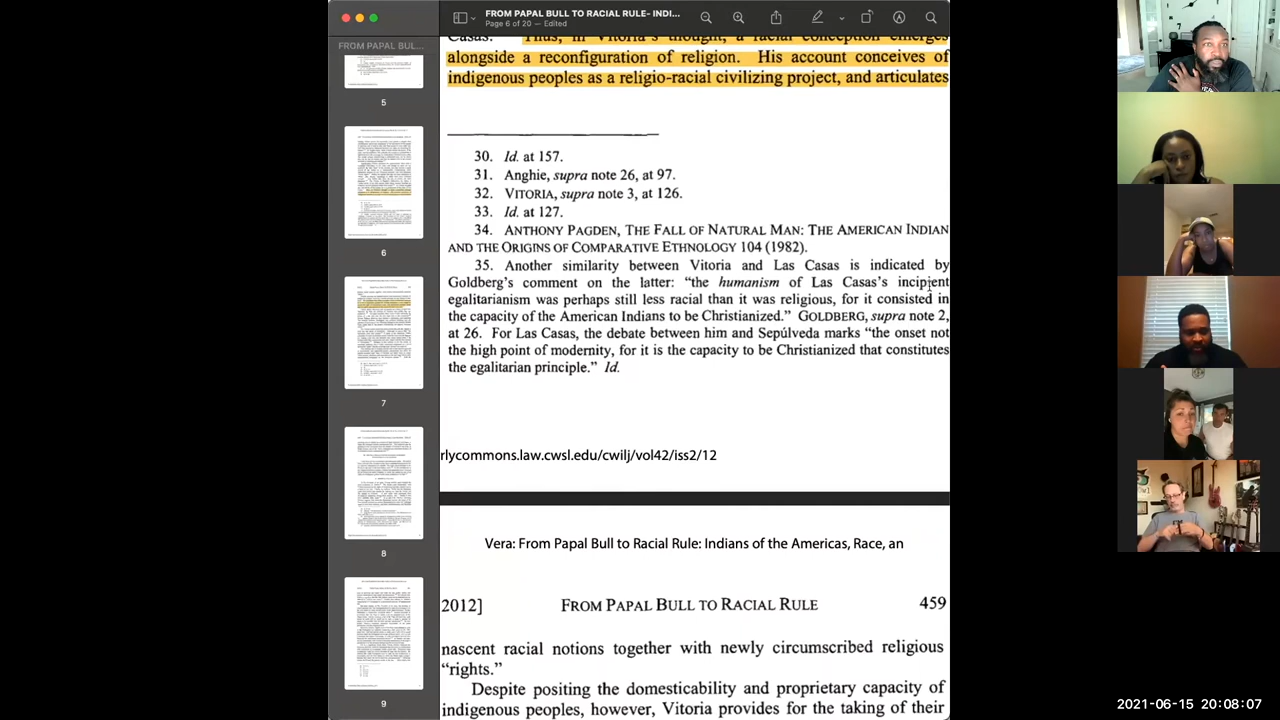 FROM PAPAL BULL TO RACIAL RULE- INDI...
Page 6 of 20 — Edited
FROM PAPAL BUL...
5
6
7
8
9
Casas. Thus, in Vitoria's thought, a racial conception emerges
alongside a reconfiguration of religion. His account conceives of
indigenous peoples as a religio-racial civilizing project, and articulates
30. Id. at 157.
31. Anghie, supra note 26, at 97.
32. VITORIA, supra note 28, at 126.
33. Id. at 127.
34. ANTHONY PAGDEN, THE FALL OF NATURAL MAN: THE AMERICAN INDIAN
AND THE ORIGINS OF COMPARATIVE ETHNOLOGY 104 (1982).
35. Another similarity between Vitoria and Las Casas is indicated by
Goldberg's comment on the latter: "the humanism of Las Casas's incipient
egalitarianism was perhaps still less racial than it was religious, for it consisted in
the capacity of the American Indians to be Christianized." GOLDBERG, supra note 2,
at 26. For Las Casas, the debate between him and Sepúlveda marks "the onset not
the high point of modernity, for it is the capacity to be Christianized that constitutes
the egalitarian principle." Id.
rlycommons.law.cwsl.edu/cwilj/vol42/iss2/12
Vera: From Papal Bull to Racial Rule: Indians of the Americas, Race, an
2012] FROM PAPAL BULL TO RACIAL RULE 459
nascent racial notions together with newly circumscribed religious
"rights."
Despite positing the domesticability and proprietary capacity of
indigenous peoples, however, Vitoria provides for the taking of their
2021-06-15 20:08:07